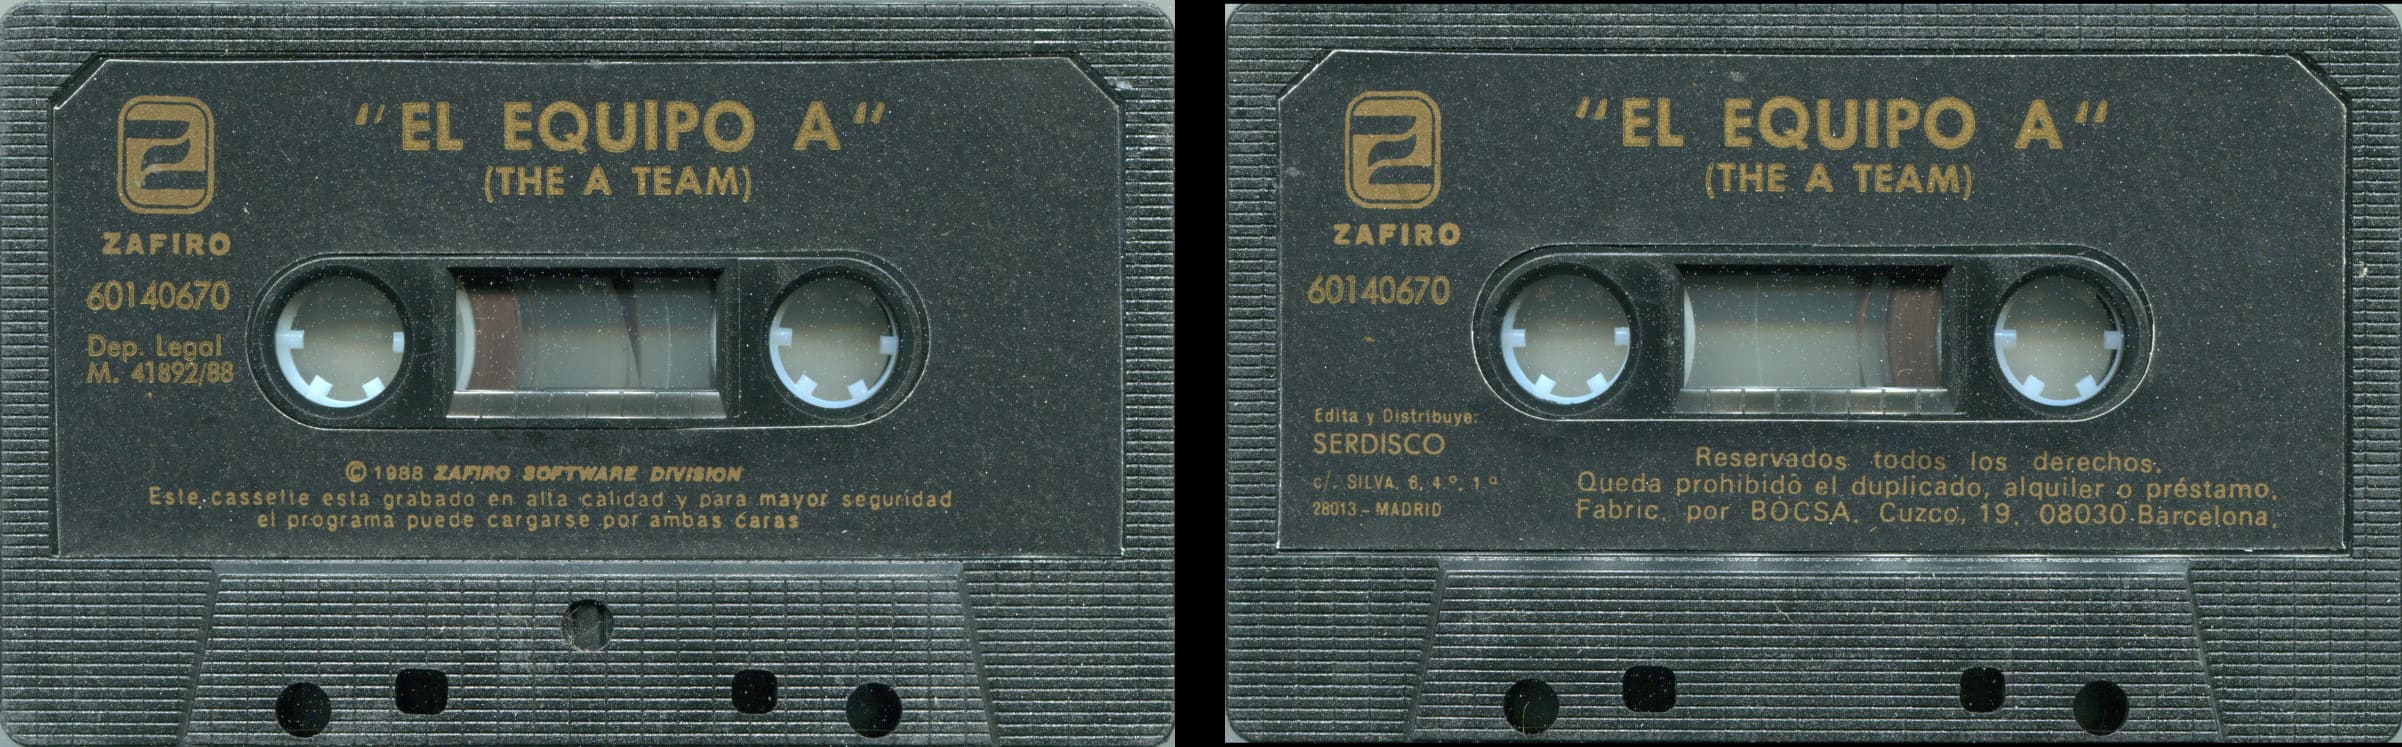 "EL EQUIPO A"
(THE A TEAM)
ZAFIRO
60140670
Dep. Legal
M. 41892/88
© 1988 ZAFIRO SOFTWARE DIVISION
Este cassette esta grabado en alta calidad y para mayor seguridad
el programa puede cargarse por ambas caras
"EL EQUIPO A"
(THE A TEAM)
ZAFIRO
60140670
Edita y Distribuye:
SERDISCO
c/. SILVA, 6, 4.º, 1ª
28013 - MADRID
Reservados todos los derechos.
Queda prohibido el duplicado, alquiler o préstamo.
Fabric. por BOCSA. Cuzco, 19. 08030 Barcelona.